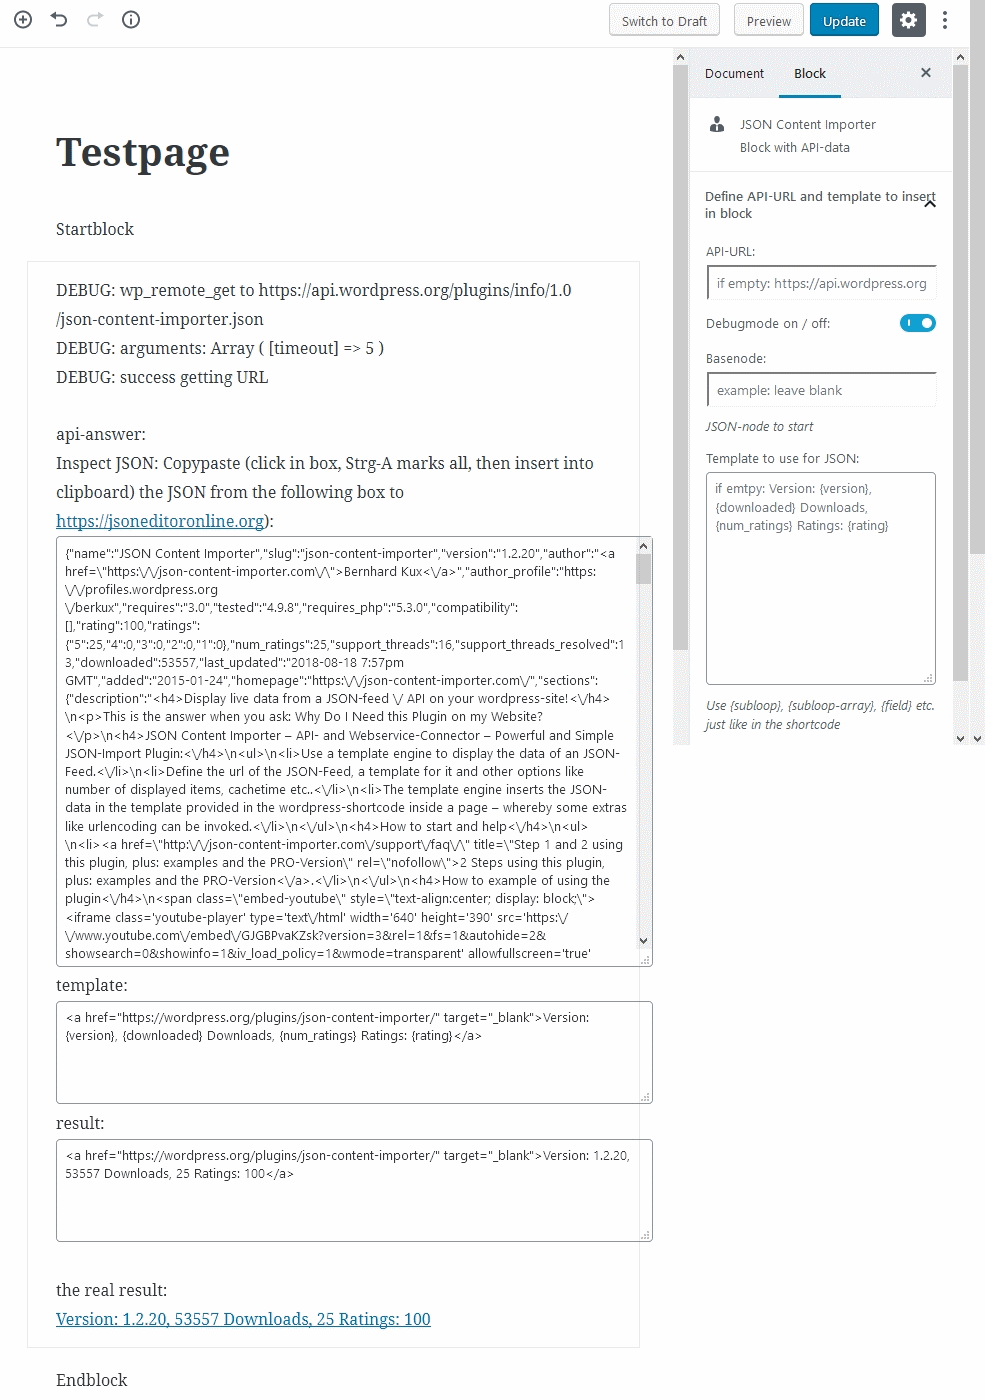 Switch to Draft
Preview
Update
Testpage
Startblock
DEBUG: wp_remote_get to https://api.wordpress.org/plugins/info/1.0
/json-content-importer.json
DEBUG: arguments: Array ( [timeout] => 5 )
DEBUG: success getting URL
api-answer:
Inspect JSON: Copypaste (click in box, Strg-A marks all, then insert into
clipboard) the JSON from the following box to
https://jsoneditoronline.org):
{"name":"JSON Content Importer","slug":"json-content-importer","version":"1.2.20","author":"<a
href=\"https:\/\/json-content-importer.com\/\">Bernhard Kux<\/a>","author_profile":"https:
\/\/profiles.wordpress.org
\/berkux","requires":"3.0","tested":"4.9.8","requires_php":"5.3.0","compatibility":
[],"rating":100,"ratings":
{"5":25,"4":0,"3":0,"2":0,"1":0},"num_ratings":25,"support_threads":16,"support_threads_resolved":1
3,"downloaded":53557,"last_updated":"2018-08-18 7:57pm
GMT","added":"2015-01-24","homepage":"https:\/\/json-content-importer.com\/","sections":
{"description":"<h4>Display live data from a JSON-feed \/ API on your wordpress-site!<\/h4>
\n<p>This is the answer when you ask: Why Do I Need this Plugin on my Website?
<\/p>\n<h4>JSON Content Importer – API- and Webservice-Connector – Powerful and Simple
JSON-Import Plugin:<\/h4>\n<ul>\n<li>Use a template engine to display the data of an JSON-
Feed.<\/li>\n<li>Define the url of the JSON-Feed, a template for it and other options like
number of displayed items, cachetime etc..<\/li>\n<li>The template engine inserts the JSON-
data in the template provided in the wordpress-shortcode inside a page – whereby some extras
like urlencoding can be invoked.<\/li>\n<\/ul>\n<h4>How to start and help<\/h4>\n<ul>
\n<li><a href=\"http:\/\/json-content-importer.com\/support\/faq\/\" title=\"Step 1 and 2 using
this plugin, plus: examples and the PRO-Version\" rel=\"nofollow\">2 Steps using this plugin,
plus: examples and the PRO-Version<\/a>.<\/li>\n<\/ul>\n<h4>How to example of using the
plugin<\/h4>\n<span class=\"embed-youtube\" style=\"text-align:center; display: block;\">
<iframe class='youtube-player' type='text\/html' width='640' height='390' src='https:\/
\/www.youtube.com\/embed\/GJGBPvaKZsk?version=3&rel=1&fs=1&autohide=2&
showsearch=0&showinfo=1&iv_load_policy=1&wmode=transparent' allowfullscreen='true'
template:
<a href="https://wordpress.org/plugins/json-content-importer/" target="_blank">Version:
{version}, {downloaded} Downloads, {num_ratings} Ratings: {rating}</a>
result:
<a href="https://wordpress.org/plugins/json-content-importer/" target="_blank">Version: 1.2.20,
53557 Downloads, 25 Ratings: 100</a>
the real result:
Version: 1.2.20, 53557 Downloads, 25 Ratings: 100
Endblock
Document
Block
JSON Content Importer
Block with API-data
Define API-URL and template to insert
in block
API-URL:
if empty: https://api.wordpress.org
Debugmode on / off:
Basenode:
example: leave blank
JSON-node to start
Template to use for JSON:
if emtpy: Version: {version},
{downloaded} Downloads,
{num_ratings} Ratings: {rating}
Use {subloop}, {subloop-array}, {field} etc.
just like in the shortcode